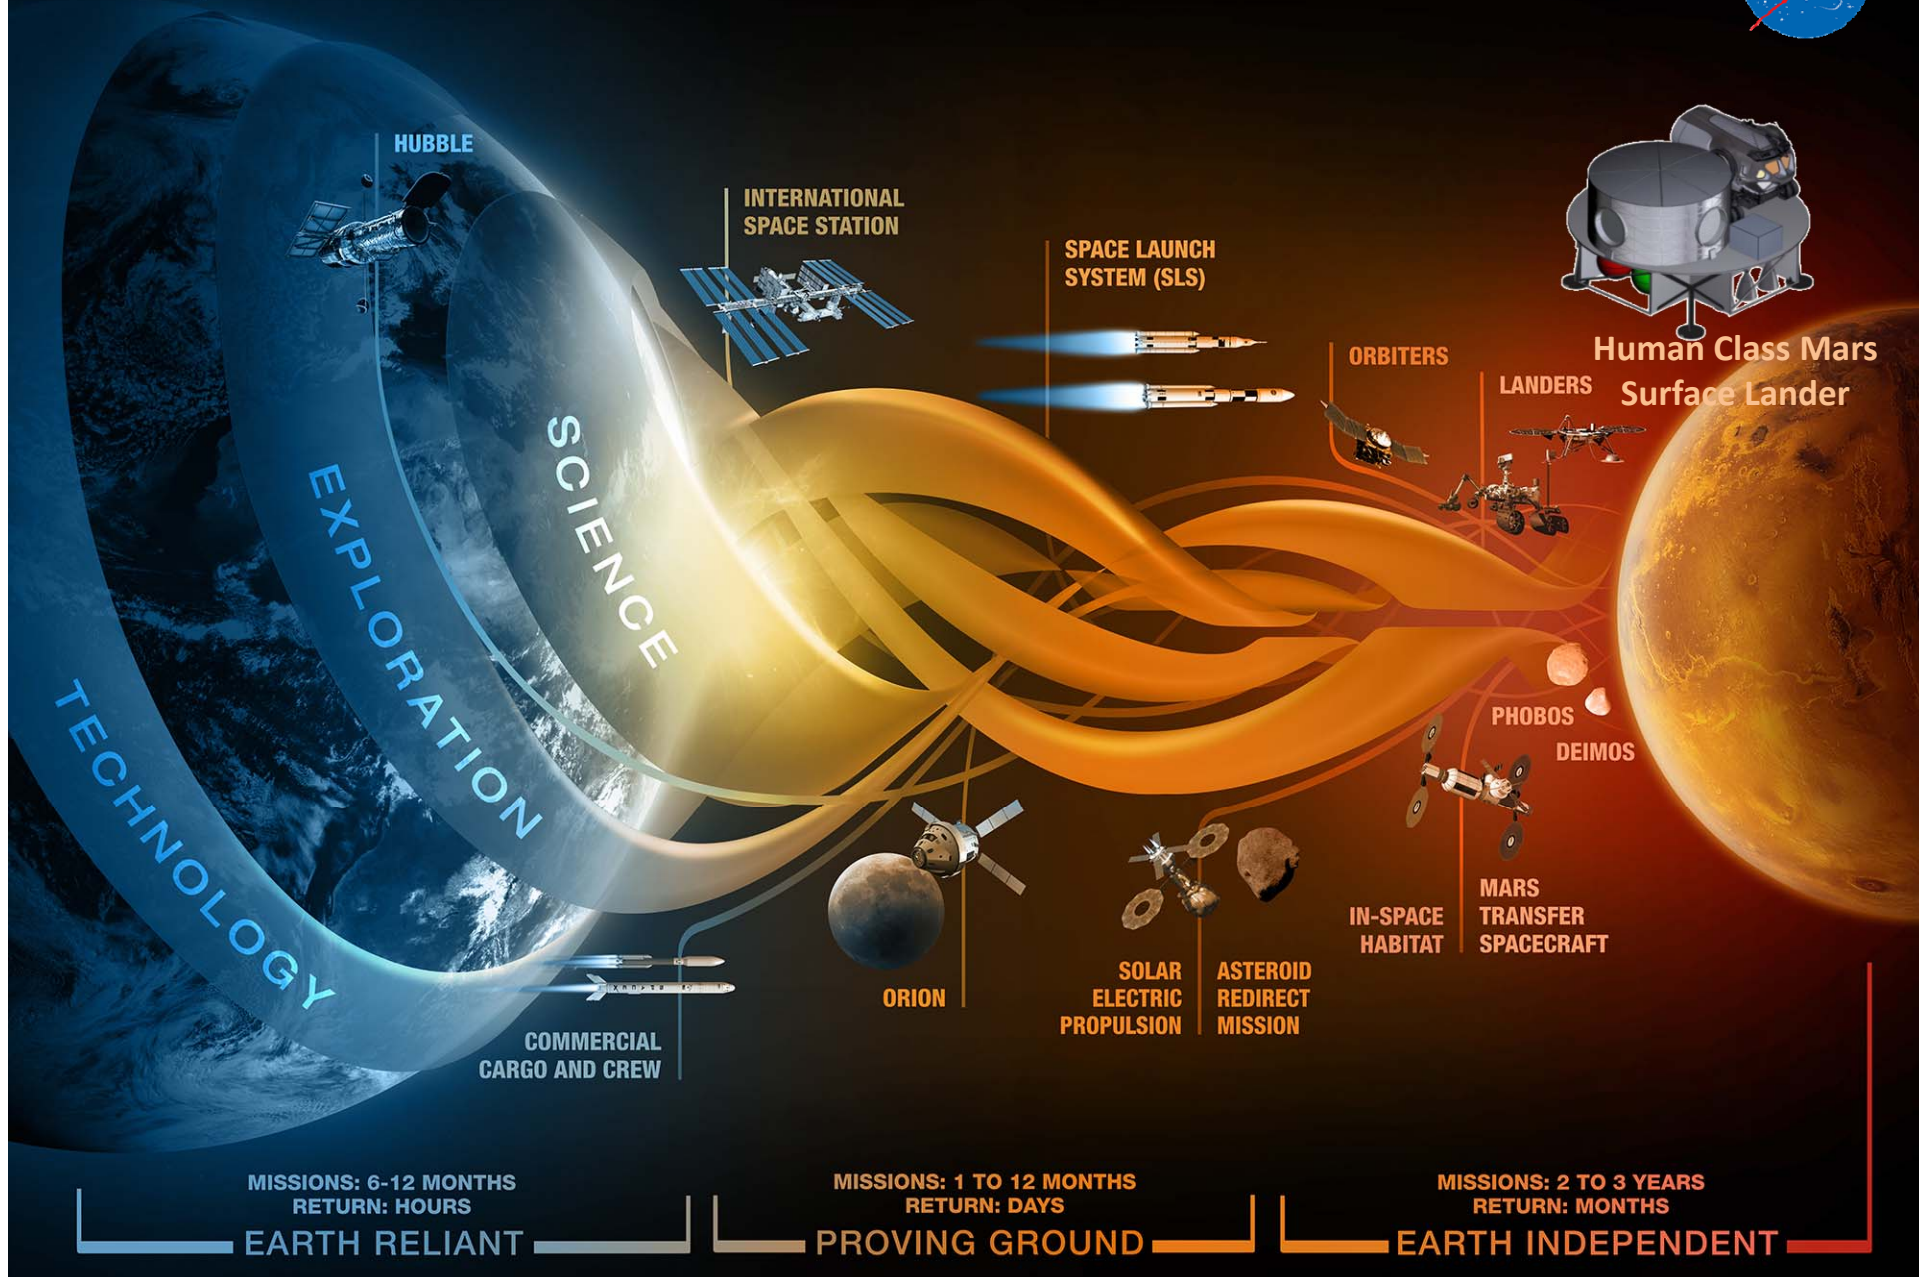 HUBBLE
INTERNATIONAL
SPACE STATION
SPACE LAUNCH
SYSTEM (SLS)
ORBITERS
LANDERS
Human Class Mars
Surface Lander
SCIENCE
EXPLORATION
TECHNOLOGY
PHOBOS
DEIMOS
IN-SPACE
HABITAT
MARS
TRANSFER
SPACECRAFT
ORION
SOLAR
ELECTRIC
PROPULSION
ASTEROID
REDIRECT
MISSION
COMMERCIAL
CARGO AND CREW
MISSIONS: 6-12 MONTHS
RETURN: HOURS
EARTH RELIANT
MISSIONS: 1 TO 12 MONTHS
RETURN: DAYS
PROVING GROUND
MISSIONS: 2 TO 3 YEARS
RETURN: MONTHS
EARTH INDEPENDENT